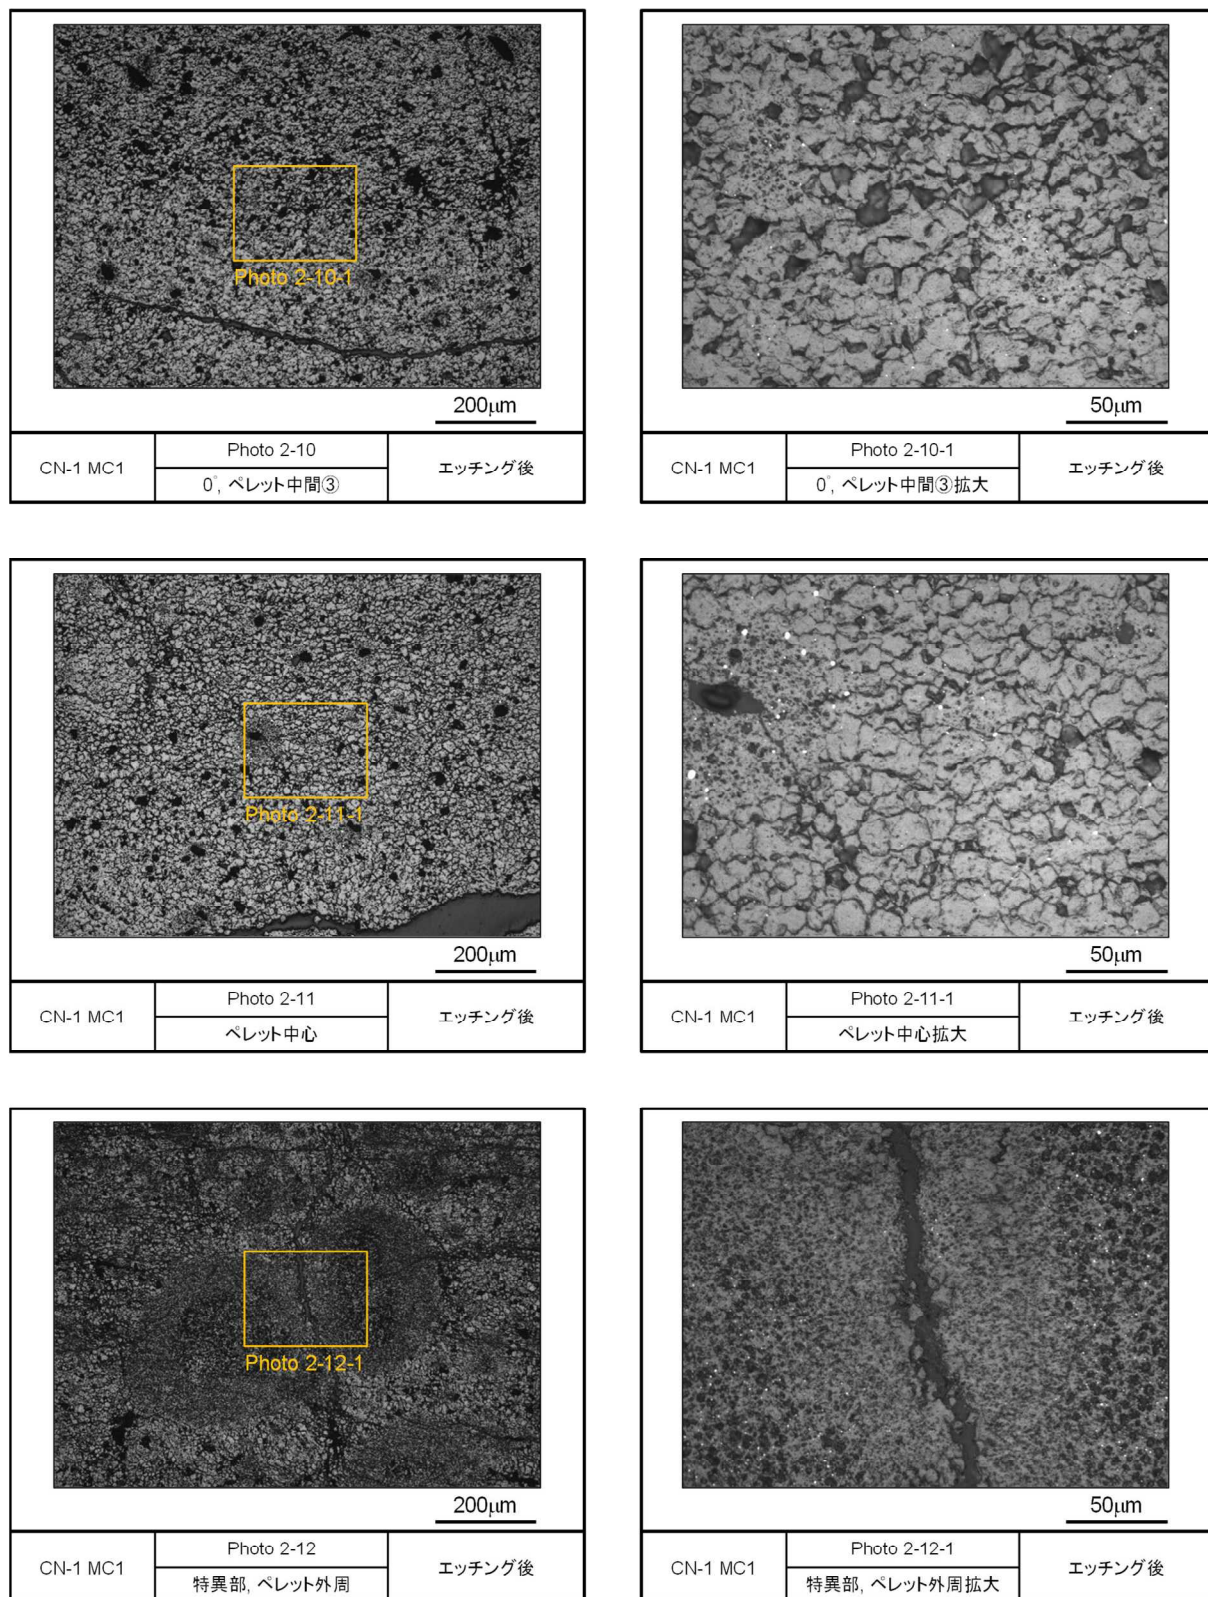 Photo 2-10-1
200μm
CN-1 MC1
Photo 2-10
0°, ペレット中間③
エッチング後
50μm
CN-1 MC1
Photo 2-10-1
0°, ペレット中間③拡大
エッチング後
Photo 2-11-1
200μm
CN-1 MC1
Photo 2-11
ペレット中心
エッチング後
50μm
CN-1 MC1
Photo 2-11-1
ペレット中心拡大
エッチング後
Photo 2-12-1
200μm
CN-1 MC1
Photo 2-12
特異部, ペレット外周
エッチング後
50μm
CN-1 MC1
Photo 2-12-1
特異部, ペレット外周拡大
エッチング後